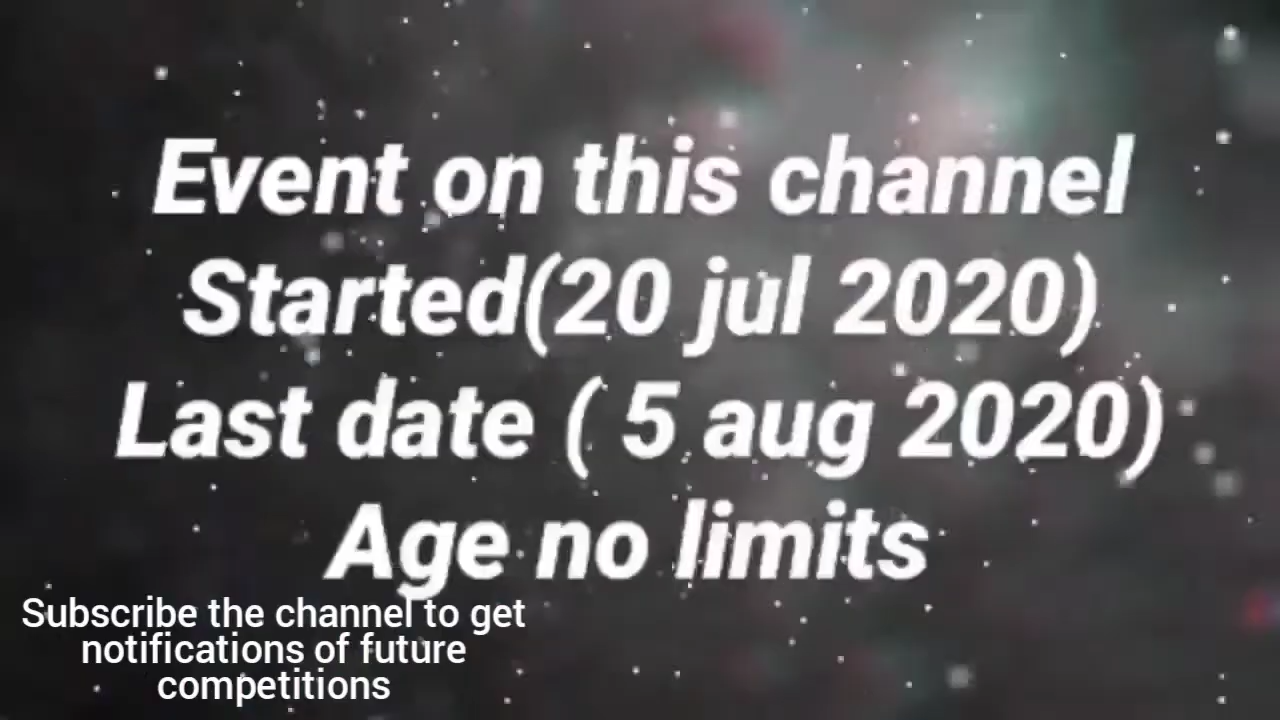 Event on this channel
Started(20 jul 2020)
Last date ( 5 aug 2020)
Age no limits
Subscribe the channel to get
notifications of future
competitions